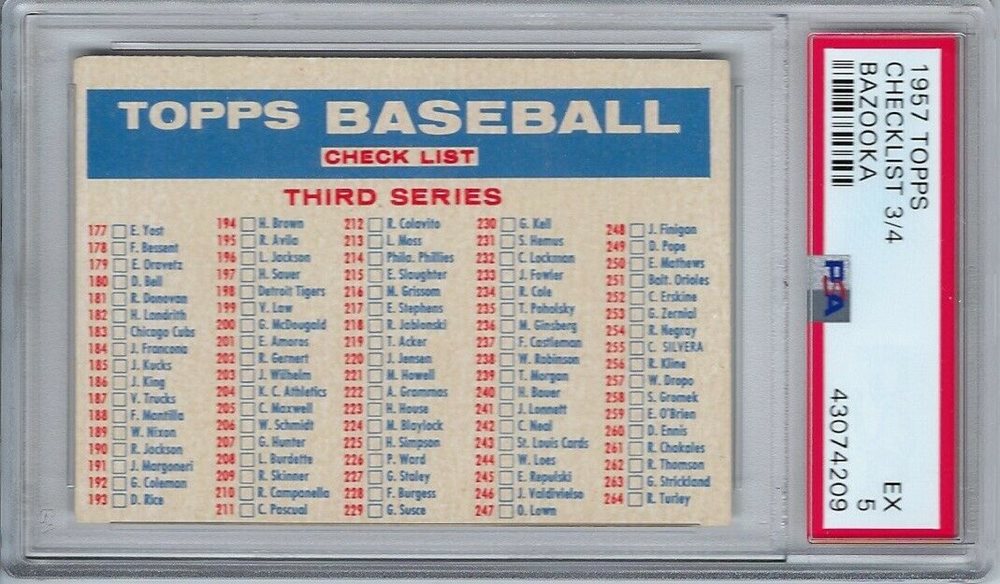 TOPPS BASEBALL
CHECK LIST
THIRD SERIES
177 E. Yost
178 F. Bessent
179 E. Oravetz
180 D. Bell
181 R. Donovan
182 H. Landrith
183 Chicago Cubs
184 J. Francona
185 J. Kucks
186 J. King
187 V. Trucks
188 F. Mantilla
189 W. Nixon
190 R. Jackson
191 J. Margoneri
192 G. Coleman
193 D. Rice
194 H. Brown
195 R. Avila
196 L. Jackson
197 H. Sauer
198 Detroit Tigers
199 V. Law
200 G. McDougald
201 E. Amoros
202 R. Gernert
203 J. Wilhelm
204 K. C. Athletics
205 C. Maxwell
206 W. Schmidt
207 G. Hunter
208 L. Burdette
209 R. Skinner
210 R. Campanella
211 C. Pascual
212 R. Colavito
213 L. Moss
214 Phila. Phillies
215 E. Slaughter
216 M. Grissom
217 E. Stephens
218 R. Jablonski
219 T. Acker
220 J. Jensen
221 M. Howell
222 A. Grammas
223 H. House
224 M. Blaylock
225 H. Simpson
226 P. Ward
227 G. Staley
228 F. Burgess
229 G. Susce
230 G. Kell
231 S. Hemus
232 C. Lockman
233 J. Fowler
234 R. Cole
235 T. Poholsky
236 M. Ginsberg
237 F. Castleman
238 W. Robinson
239 T. Morgan
240 H. Bauer
241 J. Lonnett
242 C. Neal
243 St. Louis Cards
244 W. Loes
245 E. Repulski
246 J. Valdivielso
247 O. Lown
248 J. Finigan
249 D. Pope
250 E. Mathews
251 Balt. Orioles
252 C. Erskine
253 G. Zernial
254 R. Negray
255 C. SILVERA
256 R. Kline
257 W. Dropo
258 S. Gromek
259 E. O'Brien
260 D. Ennis
261 R. Chakales
262 R. Thomson
263 G. Strickland
264 R. Turley
1957 TOPPS
CHECKLIST 3/4
BAZOOKA
PSA
EX
5
43074209